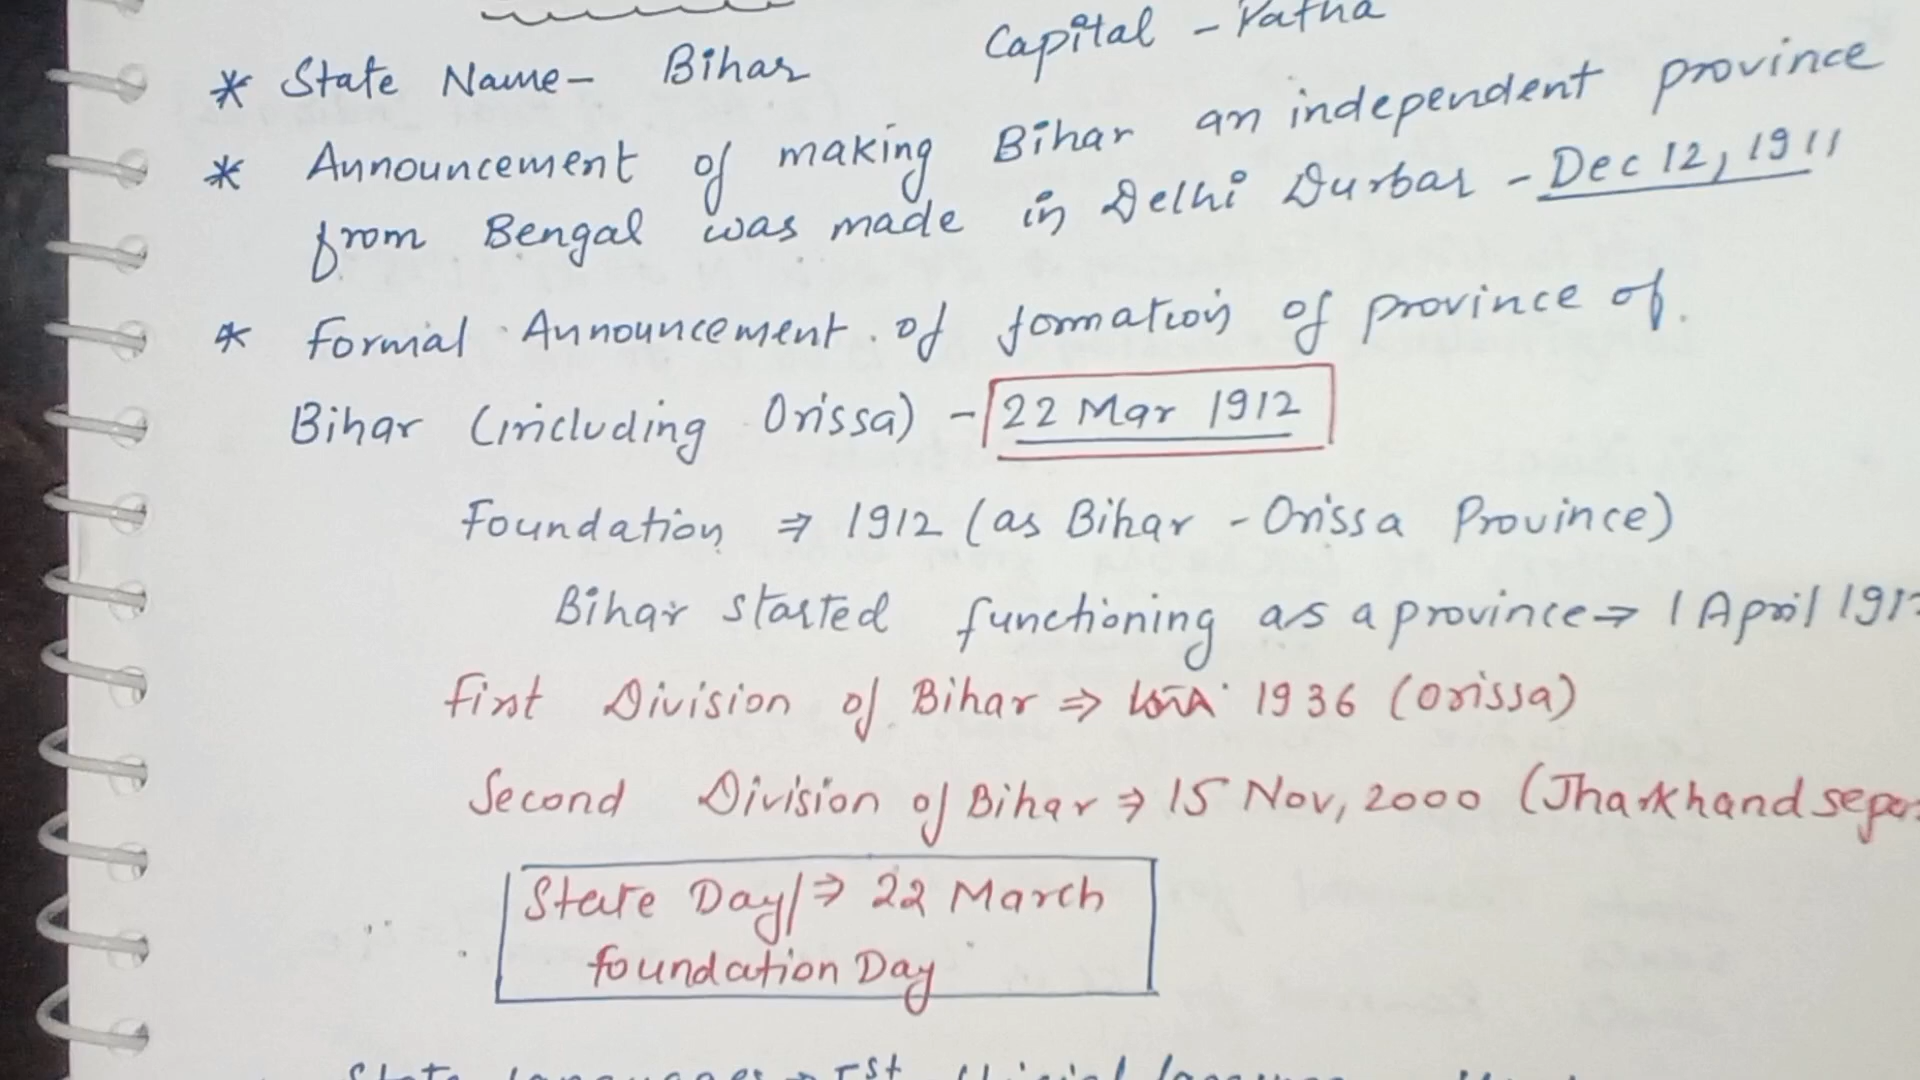 * State Name- Bihar Capital - Patna
* Announcement of making Bihar an independent province
from Bengal was made in Delhi Durbar - Dec 12, 1911
* Formal Announcement of formation of province of
Bihar (including Orissa) - 22 Mar 1912
Foundation ⇒ 1912 (as Bihar - Orissa Province)
Bihar started functioning as a province → 1 April 191
First Division of Bihar ⇒ 1936 (Orissa)
Second Division of Bihar ⇒ 15 Nov, 2000 (Jharkhand sepa
State Day/ ⇒ 22 March
foundation Day